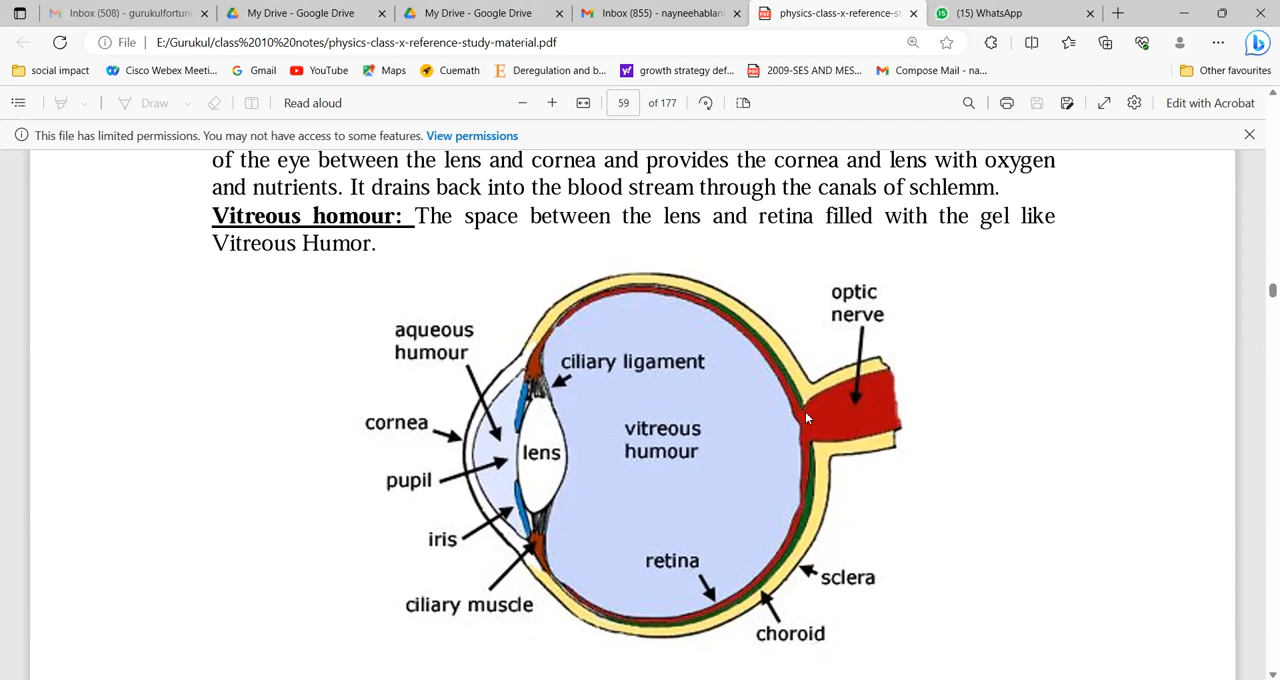 Inbox (508) - gurukulfortun
My Drive - Google Drive
My Drive - Google Drive
Inbox (855) - nayneehablani
physics-class-x-reference-st
(15) WhatsApp
File
E:/Gurukul/class%2010%20notes/physics-class-x-reference-study-material.pdf
social impact
Cisco Webex Meeti...
Gmail
YouTube
Maps
Cuemath
Deregulation and b...
growth strategy def...
2009-SES AND MES...
Compose Mail - na...
Other favourites
Draw
Read aloud
59 of 177
Edit with Acrobat
This file has limited permissions. You may not have access to some features. View permissions
of the eye between the lens and cornea and provides the cornea and lens with oxygen
and nutrients. It drains back into the blood stream through the canals of schlemm.
Vitreous homour: The space between the lens and retina filled with the gel like
Vitreous Humor.
optic
nerve
aqueous
humour
ciliary ligament
cornea
vitreous
humour
lens
pupil
iris
retina
sclera
ciliary muscle
choroid